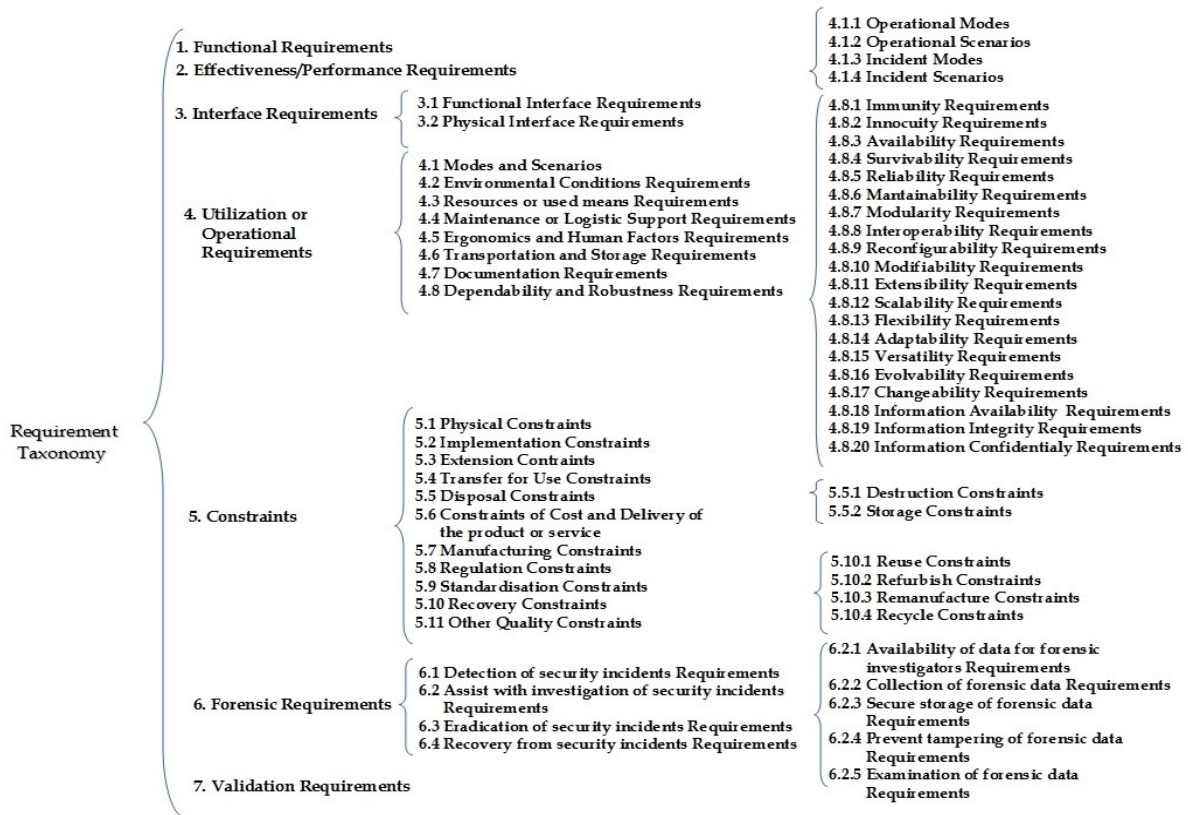 Requirement
Taxonomy
1. Functional Requirements
2. Effectiveness/Performance Requirements
3. Interface Requirements
3.1 Functional Interface Requirements
3.2 Physical Interface Requirements
4. Utilization or
Operational
Requirements
4.1 Modes and Scenarios
4.2 Environmental Conditions Requirements
4.3 Resources or used means Requirements
4.4 Maintenance or Logistic Support Requirements
4.5 Ergonomics and Human Factors Requirements
4.6 Transportation and Storage Requirements
4.7 Documentation Requirements
4.8 Dependability and Robustness Requirements
4.1.1 Operational Modes
4.1.2 Operational Scenarios
4.1.3 Incident Modes
4.1.4 Incident Scenarios
4.8.1 Immunity Requirements
4.8.2 Innocuity Requirements
4.8.3 Availability Requirements
4.8.4 Survivability Requirements
4.8.5 Reliability Requirements
4.8.6 Mantainability Requirements
4.8.7 Modularity Requirements
4.8.8 Interoperability Requirements
4.8.9 Reconfigurability Requirements
4.8.10 Modifiability Requirements
4.8.11 Extensibility Requirements
4.8.12 Scalability Requirements
4.8.13 Flexibility Requirements
4.8.14 Adaptability Requirements
4.8.15 Versatility Requirements
4.8.16 Evolvability Requirements
4.8.17 Changeability Requirements
4.8.18 Information Availability Requirements
4.8.19 Information Integrity Requirements
4.8.20 Information Confidentialy Requirements
5. Constraints
5.1 Physical Constraints
5.2 Implementation Constraints
5.3 Extension Contraints
5.4 Transfer for Use Constraints
5.5 Disposal Constraints
5.6 Constraints of Cost and Delivery of
the product or service
5.7 Manufacturing Constraints
5.8 Regulation Constraints
5.9 Standardisation Constraints
5.10 Recovery Constraints
5.11 Other Quality Constraints
5.5.1 Destruction Constraints
5.5.2 Storage Constraints
5.10.1 Reuse Constraints
5.10.2 Refurbish Constraints
5.10.3 Remanufacture Constraints
5.10.4 Recycle Constraints
6. Forensic Requirements
6.1 Detection of security incidents Requirements
6.2 Assist with investigation of security incidents
Requirements
6.3 Eradication of security incidents Requirements
6.4 Recovery from security incidents Requirements
6.2.1 Availability of data for forensic
investigators Requirements
6.2.2 Collection of forensic data Requirements
6.2.3 Secure storage of forensic data
Requirements
6.2.4 Prevent tampering of forensic data
Requirements
6.2.5 Examination of forensic data
Requirements
7. Validation Requirements